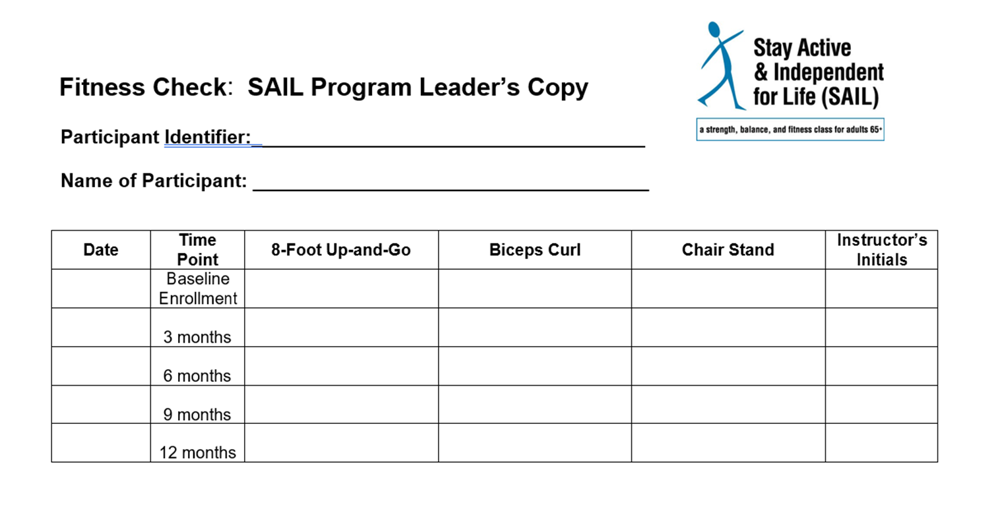 Stay Active
& Independent
for Life (SAIL)
a strength, balance, and fitness class for adults 65+
Fitness Check:  SAIL Program Leader’s Copy
Participant Identifier:
Name of Participant:
Date
Time
Point
8-Foot Up-and-Go
Biceps Curl
Chair Stand
Instructor’s
Initials
Baseline
Enrollment
3 months
6 months
9 months
12 months